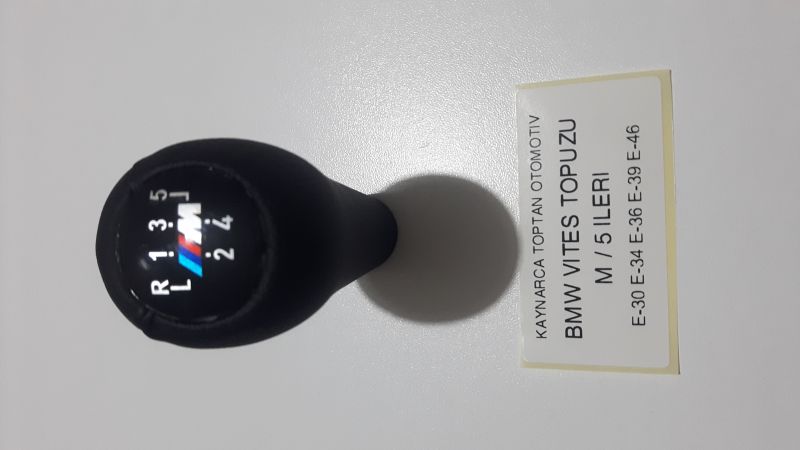 R 1 3 5
M
2 4
KAYNARCA TOPTAN OTOMOTIV
BMW VITES TOPUZU
M / 5 ILERI
E-30 E-34 E-36 E-39 E-46